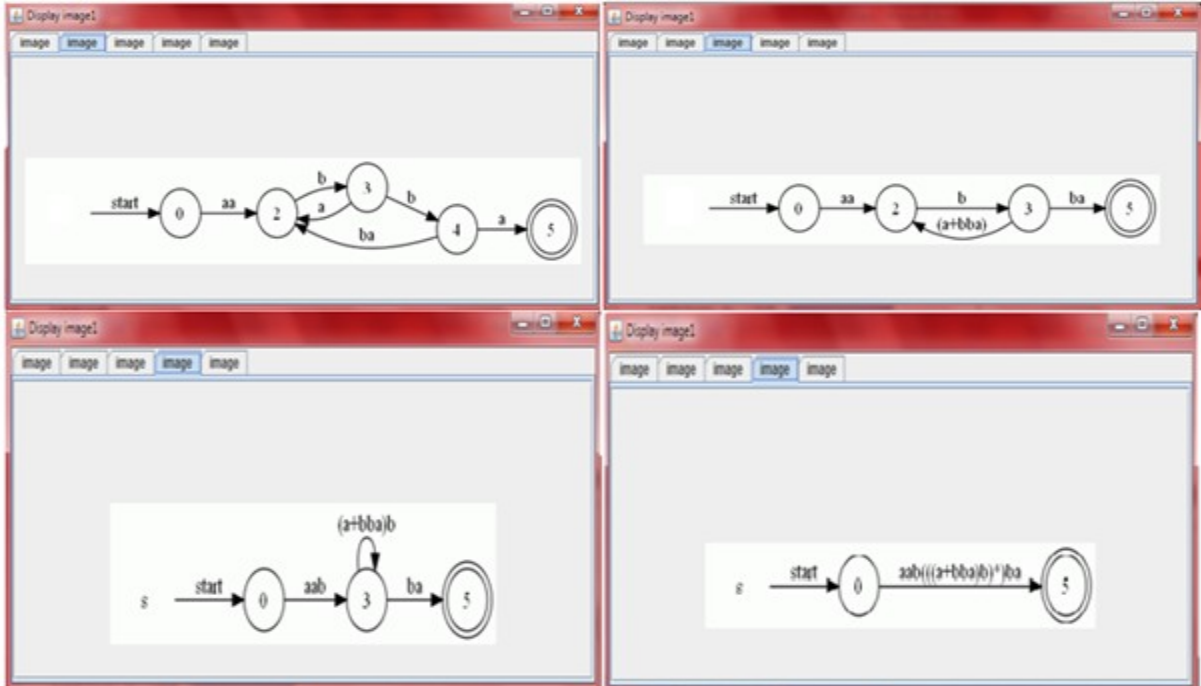 Display image1
image image image image image
start 0 aa 2 b 3 a b ba 4 a 5
Display image1
image image image image image
start 0 aa 2 b (a+bba) 3 ba 5
Display image1
image image image image image
(a+bba)b
s start 0 aab 3 ba 5
Display image1
image image image image image
s start 0 aab(((a+bba)b)*)ba 5